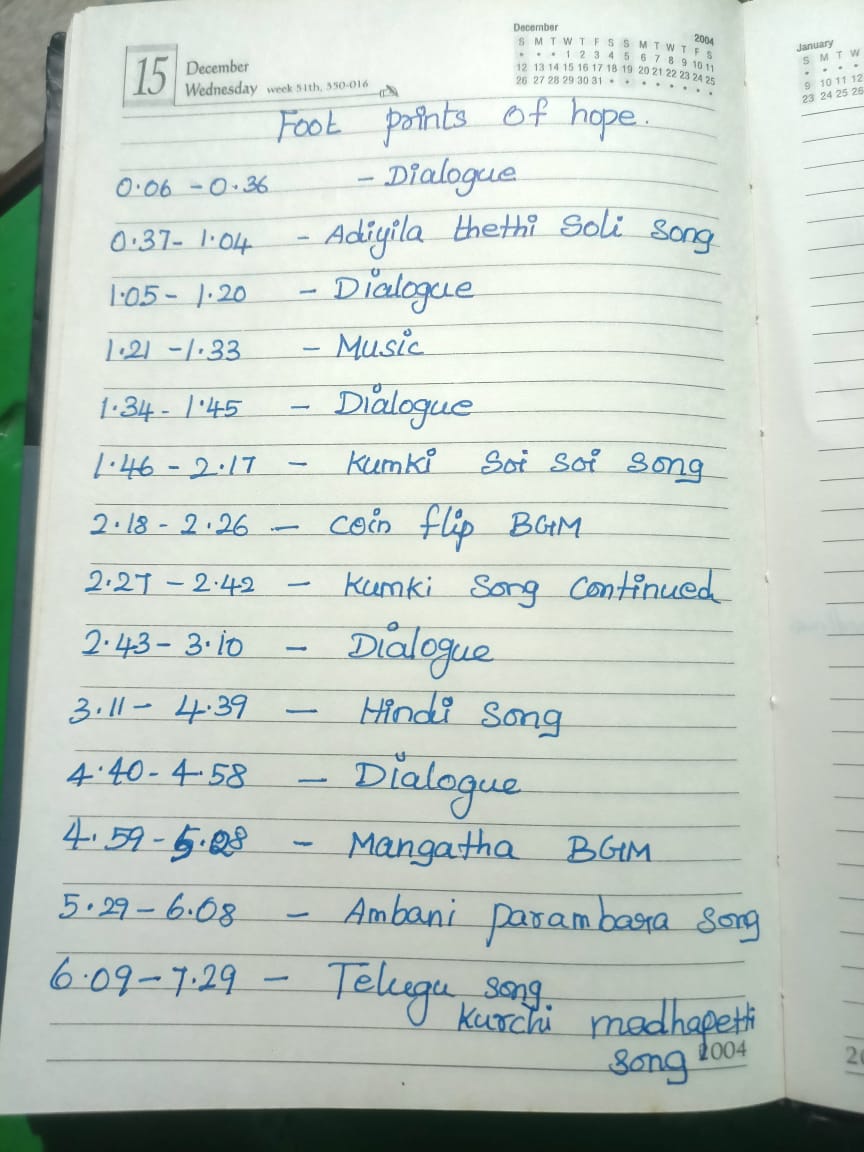 December 2004
S M T W T F S S M T W T F S
• • • 1 2 3 4 5 6 7 8 9 10 11
12 13 14 15 16 17 18 19 20 21 22 23 24 25
26 27 28 29 30 31 • • • • • • • •
January
S M T W
• • • •
9 10 11 12
23 24 25 26
15 December
Wednesday week 51th, 350-016
Foot points of hope.
0.06 - 0.36 - Dialogue
0.37- 1.04 - Adiyila thethi Soli Song
1.05 - 1.20 - Dialogue
1.21 - 1.33 - Music
1.34 - 1.45 - Dialogue
1.46 - 2.17 - Kumki Soi Soi Song
2.18 - 2.26 - Coin flip BGM
2.27 - 2.42 - Kumki Song Continued
2.43 - 3.10 - Dialogue
3.11 - 4.39 - Hindi Song
4.40 - 4.58 - Dialogue
4.59 - 5.28 - Mangatha BGM
5.29 - 6.08 - Ambani parambara Song
6.09 - 7.29 - Telugu song
Kurchi madhapetti
Song 2004